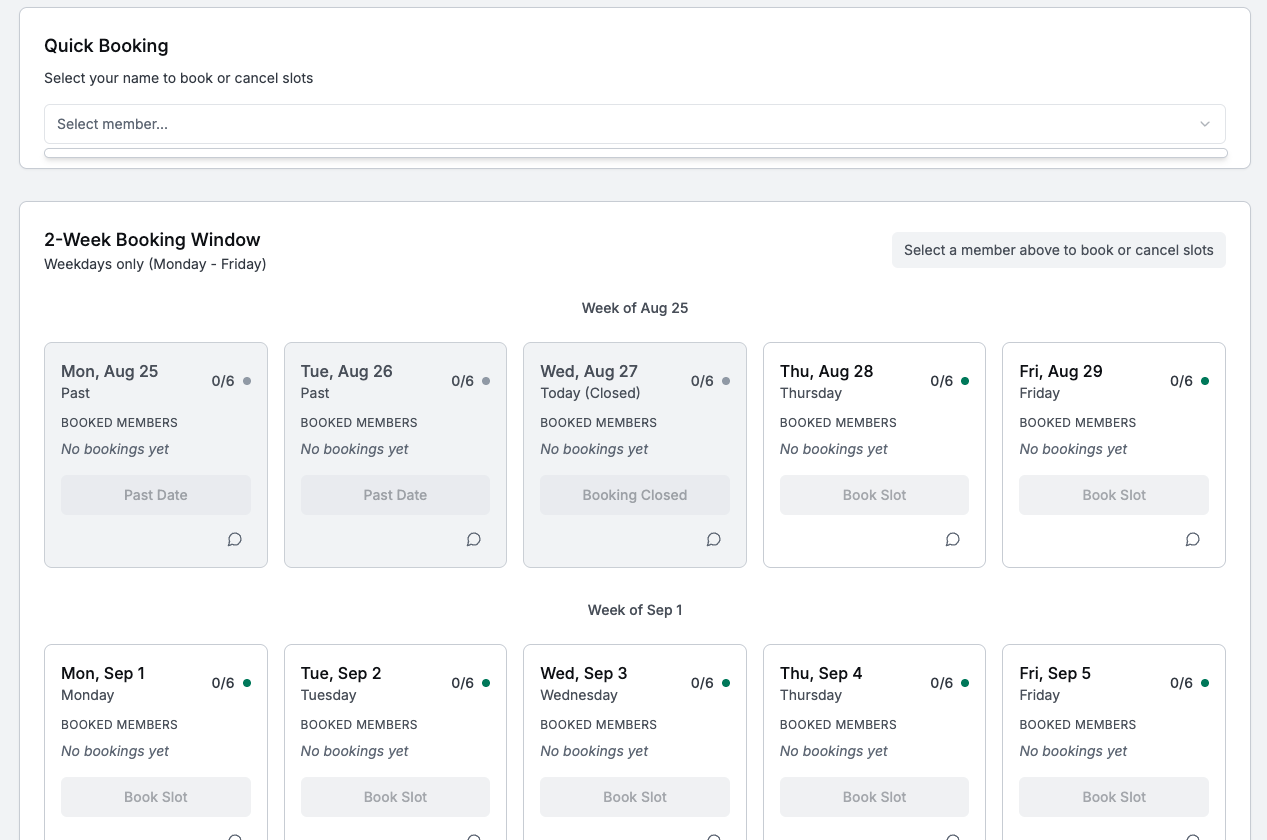 Quick Booking
Select your name to book or cancel slots
Select member...
2-Week Booking Window
Weekdays only (Monday - Friday)
Select a member above to book or cancel slots
Week of Aug 25
Mon, Aug 25
Past
0/6
BOOKED MEMBERS
No bookings yet
Past Date
Tue, Aug 26
Past
0/6
BOOKED MEMBERS
No bookings yet
Past Date
Wed, Aug 27
Today (Closed)
0/6
BOOKED MEMBERS
No bookings yet
Booking Closed
Thu, Aug 28
Thursday
0/6
BOOKED MEMBERS
No bookings yet
Book Slot
Fri, Aug 29
Friday
0/6
BOOKED MEMBERS
No bookings yet
Book Slot
Week of Sep 1
Mon, Sep 1
Monday
0/6
BOOKED MEMBERS
No bookings yet
Book Slot
Tue, Sep 2
Tuesday
0/6
BOOKED MEMBERS
No bookings yet
Book Slot
Wed, Sep 3
Wednesday
0/6
BOOKED MEMBERS
No bookings yet
Book Slot
Thu, Sep 4
Thursday
0/6
BOOKED MEMBERS
No bookings yet
Book Slot
Fri, Sep 5
Friday
0/6
BOOKED MEMBERS
No bookings yet
Book Slot